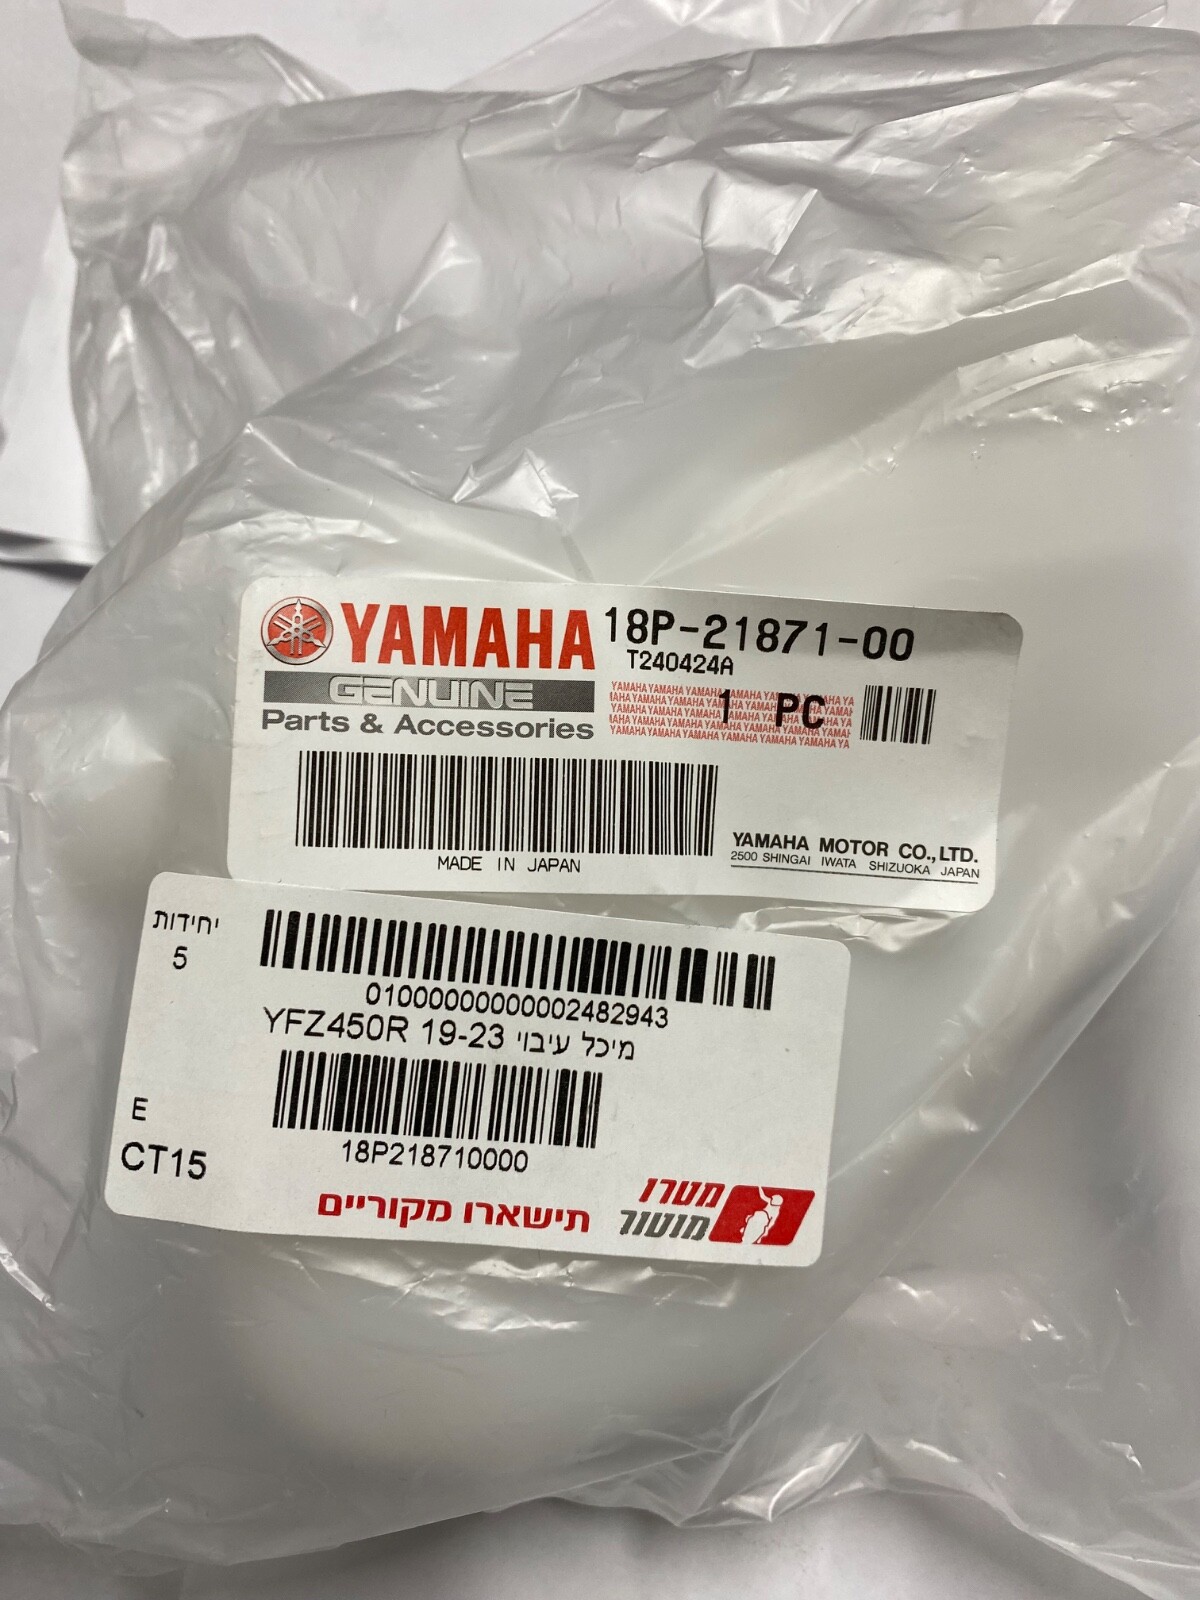 YAMAHA
GENUINE
Parts & Accessories
18P-21871-00
T240424A
1 PC
MADE IN JAPAN
YAMAHA MOTOR CO.,LTD.
2500 SHINGAI IWATA SHIZUOKA JAPAN
יחידות
5
01000000000002482943
מיכל עיבוי YFZ450R 19-23
18P218710000
E
CT15
תישארו מקוריים
מטרו
מוטור